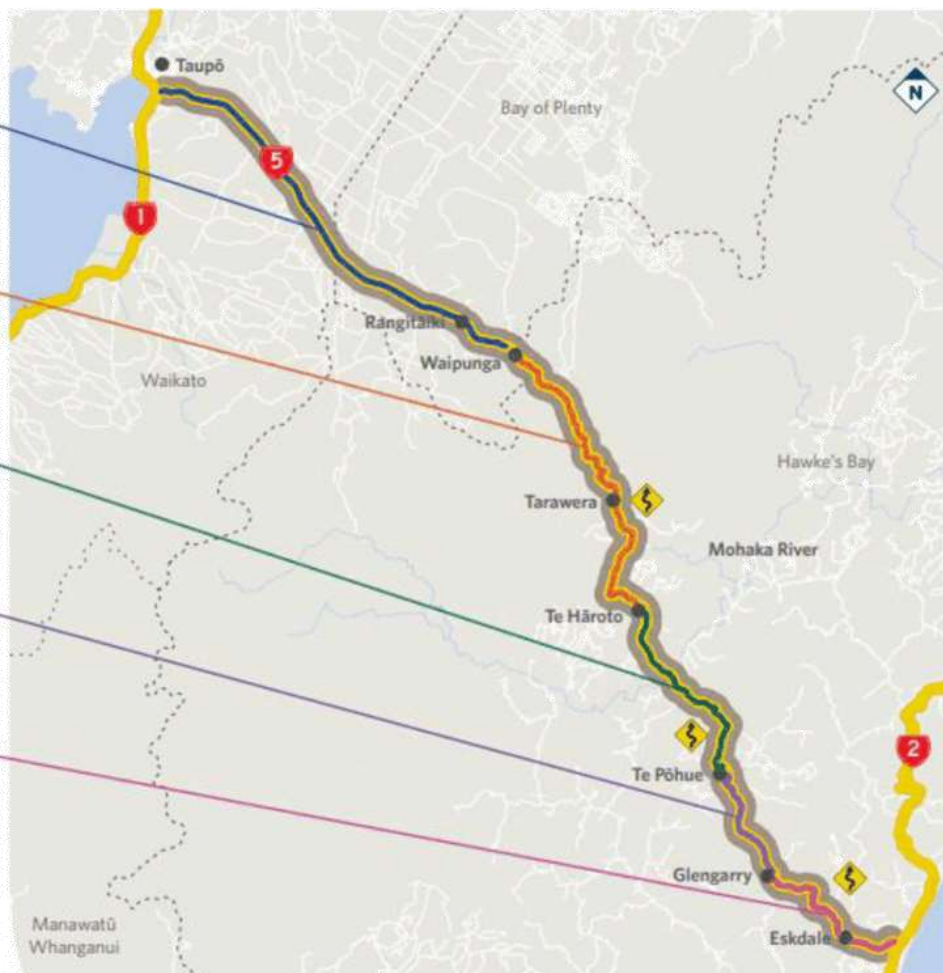 Taupō
N
Bay of Plenty
5
1
Rangitāiki
Waipunga
Waikato
Hawke's Bay
Tarawera
Mohaka River
Te Hāroto
2
Te Pōhue
Glengarry
Manawatū
Whanganui
Eskdale